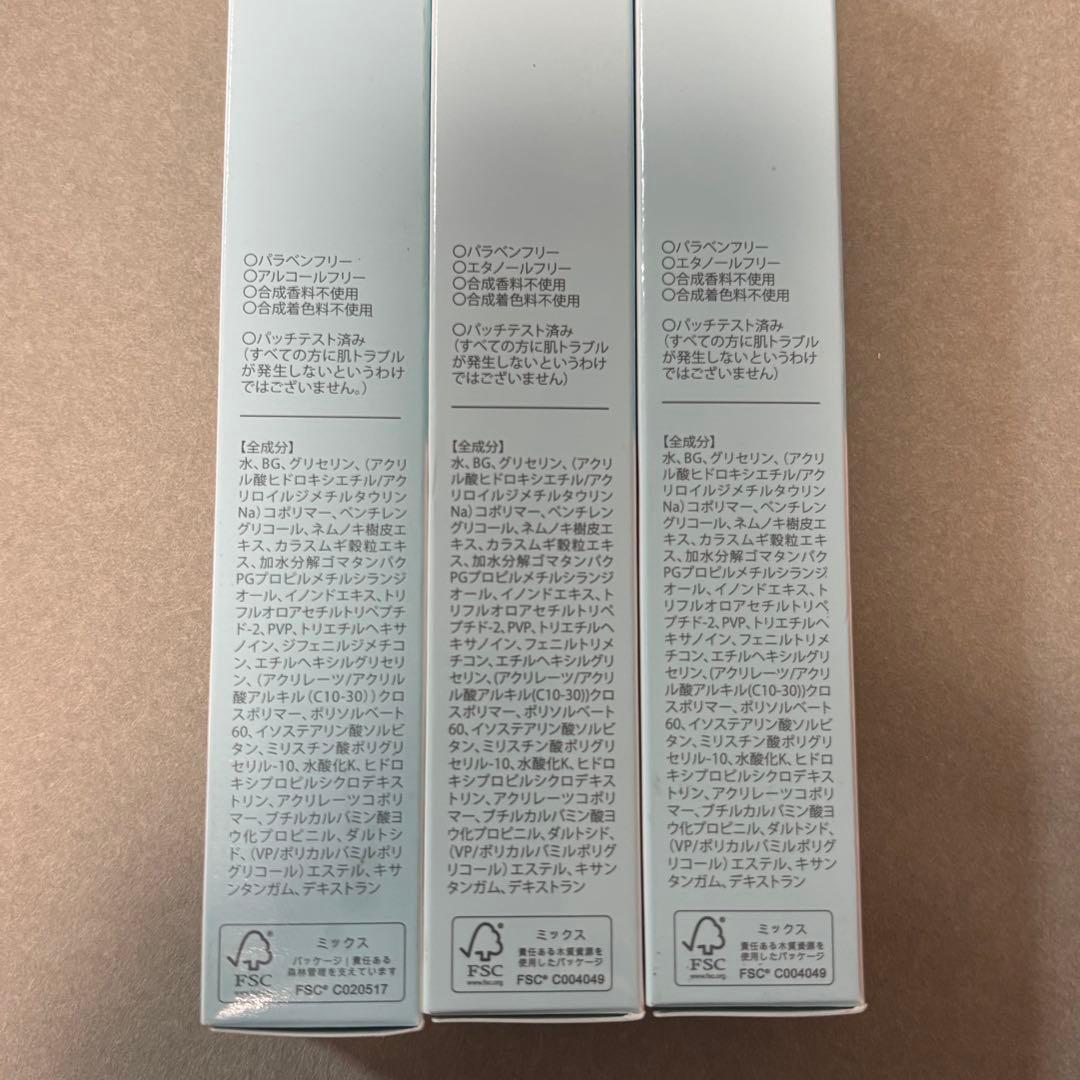 〇パラベンフリー
〇アルコールフリー
〇合成香料不使用
〇合成着色料不使用
〇パッチテスト済み
(すべての方に肌トラブル
が発生しないというわけ
ではございません。)
【全成分】
水、BG、グリセリン、(アクリ
ル酸ヒドロキシエチル/アク
リロイルジメチルタウリン
Na)コポリマー、ペンチレン
グリコール、ネムノキ樹皮エ
キス、カラスムギ穀粒エキ
ス、加水分解ゴマタンパク
PGプロピルメチルシランジ
オール、イノンドエキス、トリ
フルオロアセチルトリペプチ
ド-2、PVP、トリエチルヘキサ
ノイン、ジフェニルジメチコ
ン、エチルヘキシルグリセリ
ン、(アクリレーツ/アクリル
酸アルキル(C10-30))クロ
スポリマー、ポリソルベート
60、イソステアリン酸ソルビ
タン、ミリスチン酸ポリグリ
セリル-10、水酸化K、ヒドロ
キシプロピルシクロデキス
トリン、アクリレーツコポリ
マー、ブチルカルバミン酸ヨ
ウ化プロピニル、ダルトシ
ド、(VP/ポリカルバミルポリ
グリコール)エステル、キサ
ンタンガム、デキストラン
FSC
ミックス
パッケージ|責任ある
森林管理を支えています
www.fsc.org
FSC® C020517
〇パラベンフリー
〇エタノールフリー
〇合成香料不使用
〇合成着色料不使用
〇パッチテスト済み
(すべての方に肌トラブル
が発生しないというわけ
ではございません)
【全成分】
水、BG、グリセリン、(アクリ
ル酸ヒドロキシエチル/アク
リロイルジメチルタウリン
Na)コポリマー、ペンチレン
グリコール、ネムノキ樹皮エ
キス、カラスムギ穀粒エキ
ス、加水分解ゴマタンパク
PGプロピルメチルシランジ
オール、イノンドエキス、ト
リフルオロアセチルトリペ
プチド-2、PVP、トリエチルヘ
キサノイン、フェニルトリメ
チコン、エチルヘキシルグリ
セリン、(アクリレーツ/アク
リル酸アルキル(C10-30))クロ
スポリマー、ポリソルベート
60、イソステアリン酸ソルビ
タン、ミリスチン酸ポリグリ
セリル-10、水酸化K、ヒドロ
キシプロピルシクロデキス
トリン、アクリレーツコポリ
マー、ブチルカルバミン酸ヨ
ウ化プロピニル、ダルトシド、
(VP/ポリカルバミルポリグ
リコール)エステル、キサン
タンガム、デキストラン
FSC
www.fsc.org
ミックス
責任ある木質資源を
使用したパッケージ
FSC® C004049
〇パラベンフリー
〇エタノールフリー
〇合成香料不使用
〇合成着色料不使用
〇パッチテスト済み
(すべての方に肌トラブル
が発生しないというわけ
ではございません)
【全成分】
水、BG、グリセリン、(アクリ
ル酸ヒドロキシエチル/アク
リロイルジメチルタウリン
Na)コポリマー、ペンチレン
グリコール、ネムノキ樹皮エ
キス、カラスムギ穀粒エキ
ス、加水分解ゴマタンパク
PGプロピルメチルシランジ
オール、イノンドエキス、ト
リフルオロアセチルトリペ
プチド-2、PVP、トリエチルヘ
キサノイン、フェニルトリメ
チコン、エチルヘキシルグリ
セリン、(アクリレーツ/アク
リル酸アルキル(C10-30))クロ
スポリマー、ポリソルベート
60、イソステアリン酸ソルビ
タン、ミリスチン酸ポリグリ
セリル-10、水酸化K、ヒドロ
キシプロピルシクロデキス
トリン、アクリレーツコポリ
マー、ブチルカルバミン酸ヨ
ウ化プロピニル、ダルトシド、
(VP/ポリカルバミルポリグ
リコール)エステル、キサン
タンガム、デキストラン
FSC
www.fsc.org
ミックス
責任ある木質資源を
使用したパッケージ
FSC® C004049